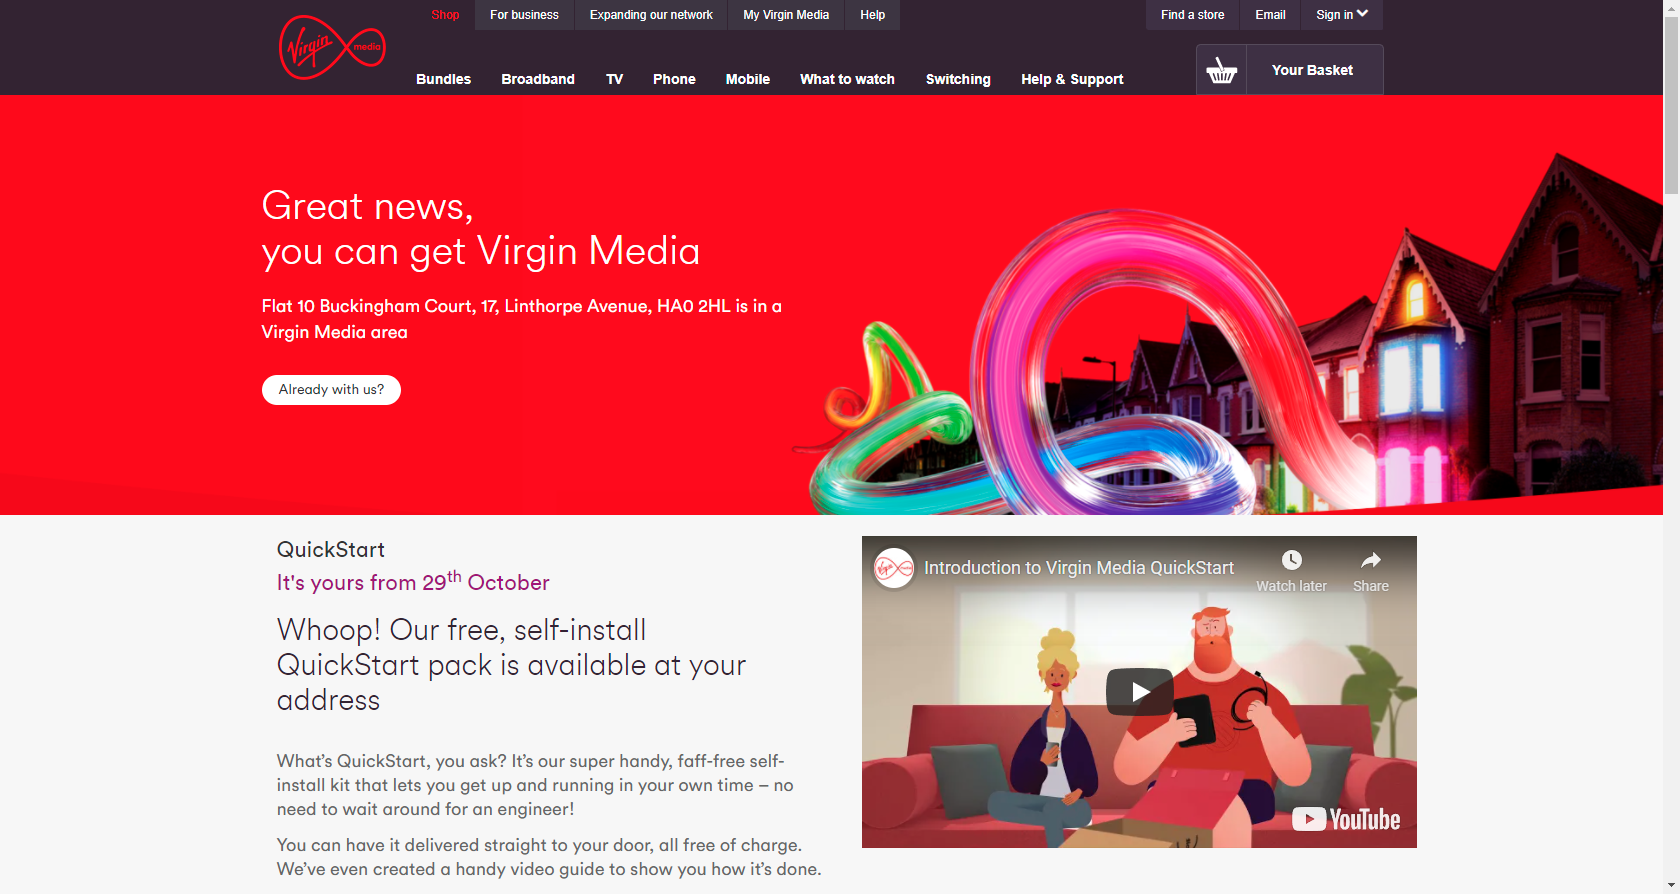 Shop
For business
Expanding our network
My Virgin Media
Help
Find a store
Email
Sign in
Virgin media
Bundles
Broadband
TV
Phone
Mobile
What to watch
Switching
Help & Support
Your Basket
Great news,
you can get Virgin Media
Flat 10 Buckingham Court, 17, Linthorpe Avenue, HA0 2HL is in a
Virgin Media area
Already with us?
QuickStart
It's yours from 29th October
Whoop! Our free, self-install
QuickStart pack is available at your
address
What’s QuickStart, you ask? It’s our super handy, faff-free self-
install kit that lets you get up and running in your own time – no
need to wait around for an engineer!
You can have it delivered straight to your door, all free of charge.
We’ve even created a handy video guide to show you how it’s done.
Virgin media
Introduction to Virgin Media QuickStart
Watch later
Share
YouTube